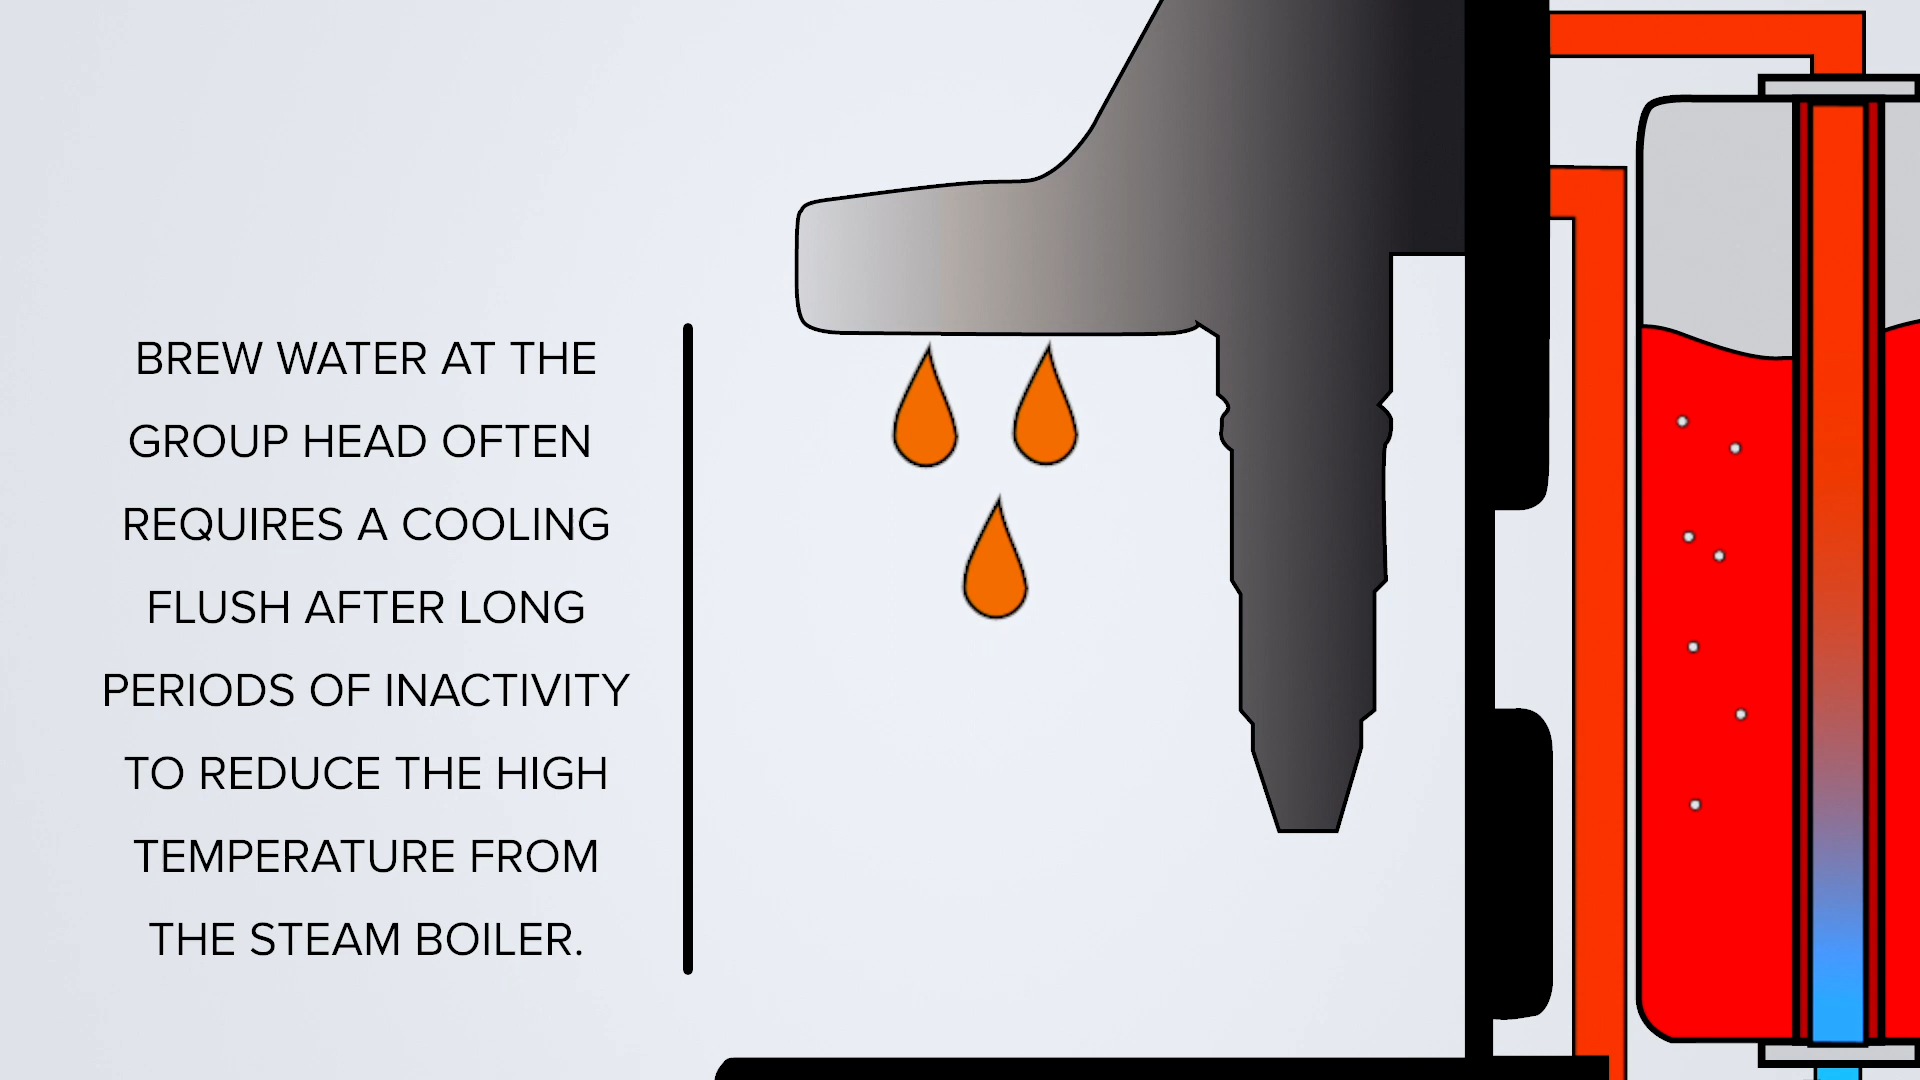 BREW WATER AT THE
GROUP HEAD OFTEN
REQUIRES A COOLING
FLUSH AFTER LONG
PERIODS OF INACTIVITY
TO REDUCE THE HIGH
TEMPERATURE FROM
THE STEAM BOILER.